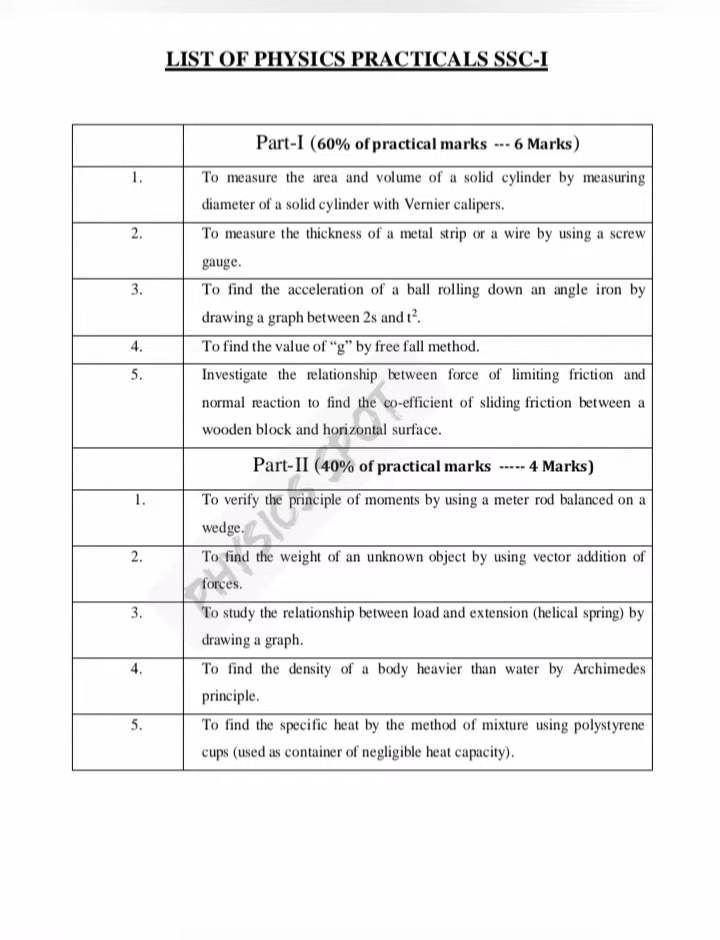 LIST OF PHYSICS PRACTICALS SSC-I
Part-I (60% of practical marks --- 6 Marks)
1. To measure the area and volume of a solid cylinder by measuring
diameter of a solid cylinder with Vernier calipers.
2. To measure the thickness of a metal strip or a wire by using a screw
gauge.
3. To find the acceleration of a ball rolling down an angle iron by
drawing a graph between 2s and t².
4. To find the value of “g” by free fall method.
5. Investigate the relationship between force of limiting friction and
normal reaction to find the co-efficient of sliding friction between a
wooden block and horizontal surface.
Part-II (40% of practical marks ----- 4 Marks)
1. To verify the principle of moments by using a meter rod balanced on a
wedge.
2. To find the weight of an unknown object by using vector addition of
forces.
3. To study the relationship between load and extension (helical spring) by
drawing a graph.
4. To find the density of a body heavier than water by Archimedes
principle.
5. To find the specific heat by the method of mixture using polystyrene
cups (used as container of negligible heat capacity).
PHYSICS SPOT